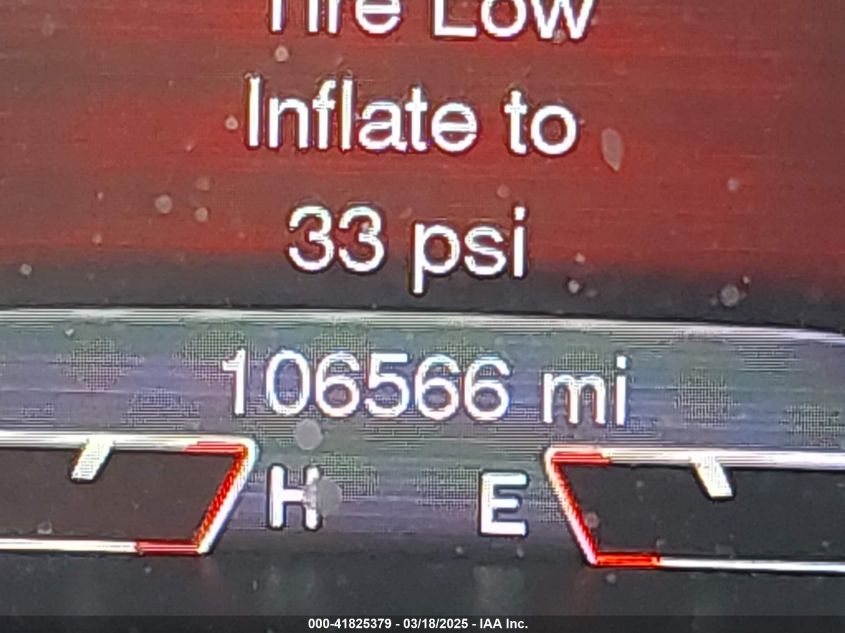 Tire Low
Inflate to
33 psi
106566 mi
H E
000-41825379 - 03/18/2025 - IAA Inc.